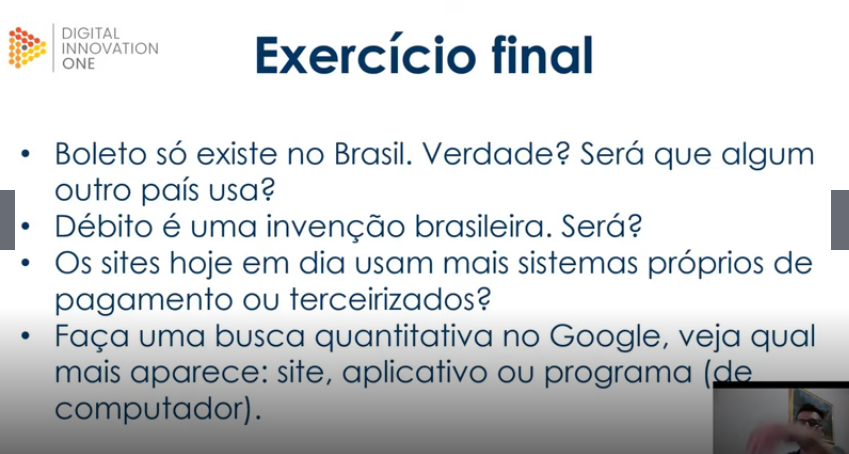 DIGITAL
INNOVATION
ONE
Exercício final
• Boleto só existe no Brasil. Verdade? Será que algum
outro país usa?
• Débito é uma invenção brasileira. Será?
• Os sites hoje em dia usam mais sistemas próprios de
pagamento ou terceirizados?
• Faça uma busca quantitativa no Google, veja qual
mais aparece: site, aplicativo ou programa (de
computador).